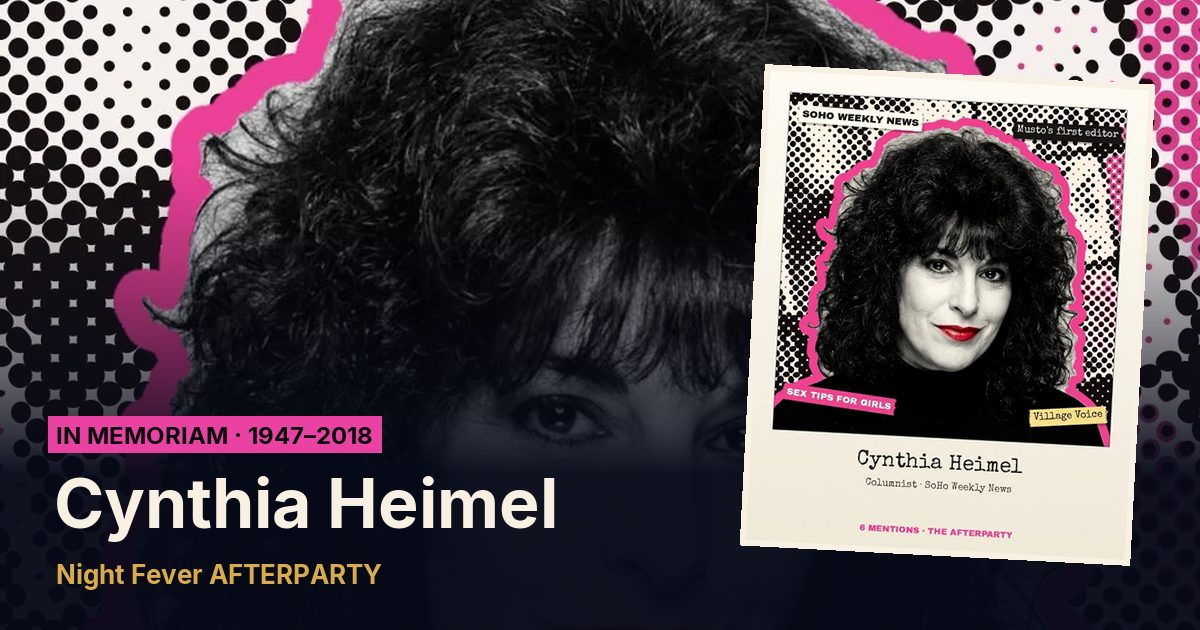 IN MEMORIAM · 1947–2018
Cynthia Heimel
Night Fever AFTERPARTY
SOHO WEEKLY NEWS
Musto's first editor
SEX TIPS FOR GIRLS
Village Voice
Cynthia Heimel
Columnist · SoHo Weekly News
6 MENTIONS · THE AFTERPARTY